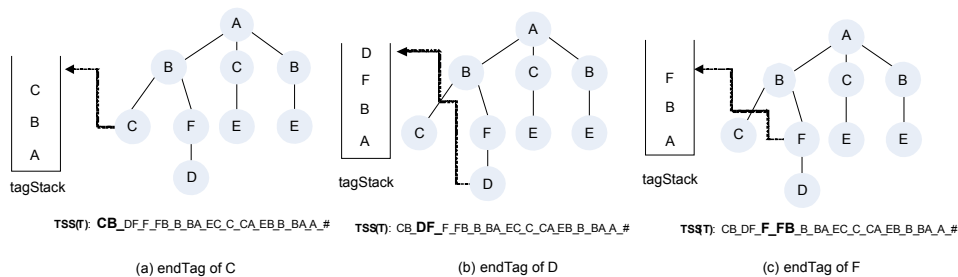 A
B C B
C F E E
D
C
B
A
tagStack
TSS(T): CB_DF_F_FB_B_BA_EC_C_CA_EB_B_BA_A_#
(a) endTag of C
A
B C B
C F E E
D
D
F
B
A
tagStack
TSS(T): CB_DF_F_FB_B_BA_EC_C_CA_EB_B_BA_A_#
(b) endTag of D
A
B C B
C F E E
D
F
B
A
tagStack
TSS(T): CB_DF_F_FB_B_BA_EC_C_CA_EB_B_BA_A_#
(c) endTag of F